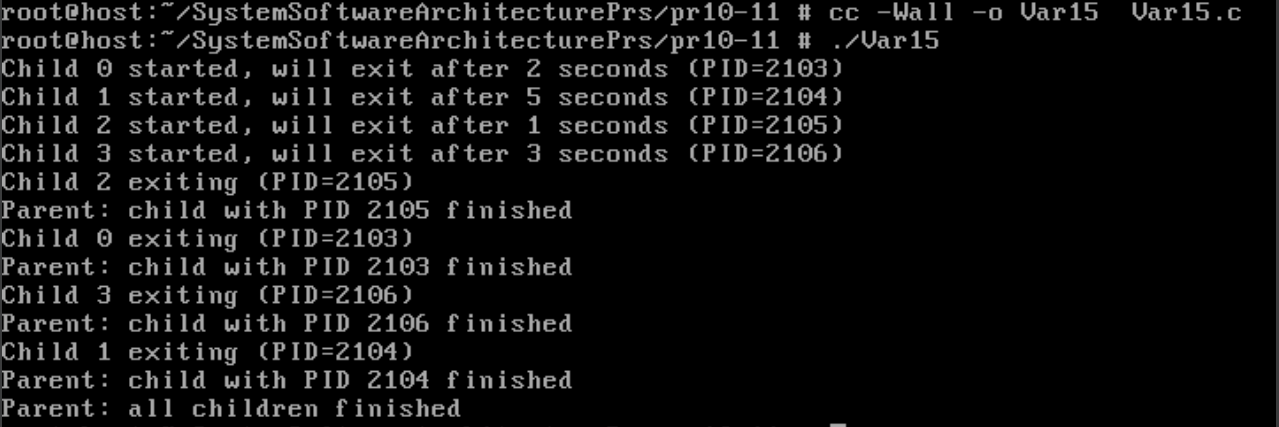 root@host:~/SystemSoftwareArchitecturePrs/pr10-11 # cc -Wall -o Var15  Var15.c
root@host:~/SystemSoftwareArchitecturePrs/pr10-11 # ./Var15
Child 0 started, will exit after 2 seconds (PID=2103)
Child 1 started, will exit after 5 seconds (PID=2104)
Child 2 started, will exit after 1 seconds (PID=2105)
Child 3 started, will exit after 3 seconds (PID=2106)
Child 2 exiting (PID=2105)
Parent: child with PID 2105 finished
Child 0 exiting (PID=2103)
Parent: child with PID 2103 finished
Child 3 exiting (PID=2106)
Parent: child with PID 2106 finished
Child 1 exiting (PID=2104)
Parent: child with PID 2104 finished
Parent: all children finished